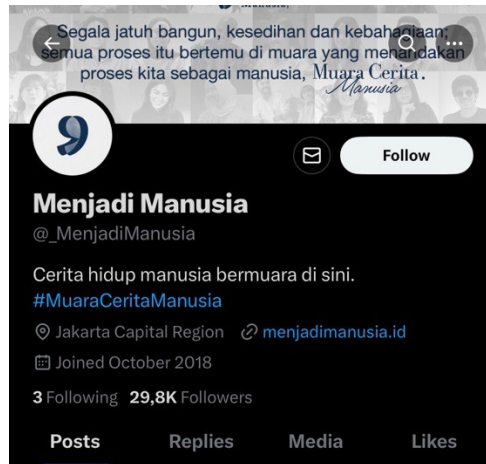 Manusia,
Segala jatuh bangun, kesedihan dan kebahagiaan;
semua proses itu bertemu di muara yang menandakan
proses kita sebagai manusia, Muara Cerita.
Manusia
Follow
Menjadi Manusia
@_MenjadiManusia
Cerita hidup manusia bermuara di sini.
#MuaraCeritaManusia
Jakarta Capital Region menjadimanusia.id
Joined October 2018
3 Following 29,8K Followers
Posts Replies Media Likes